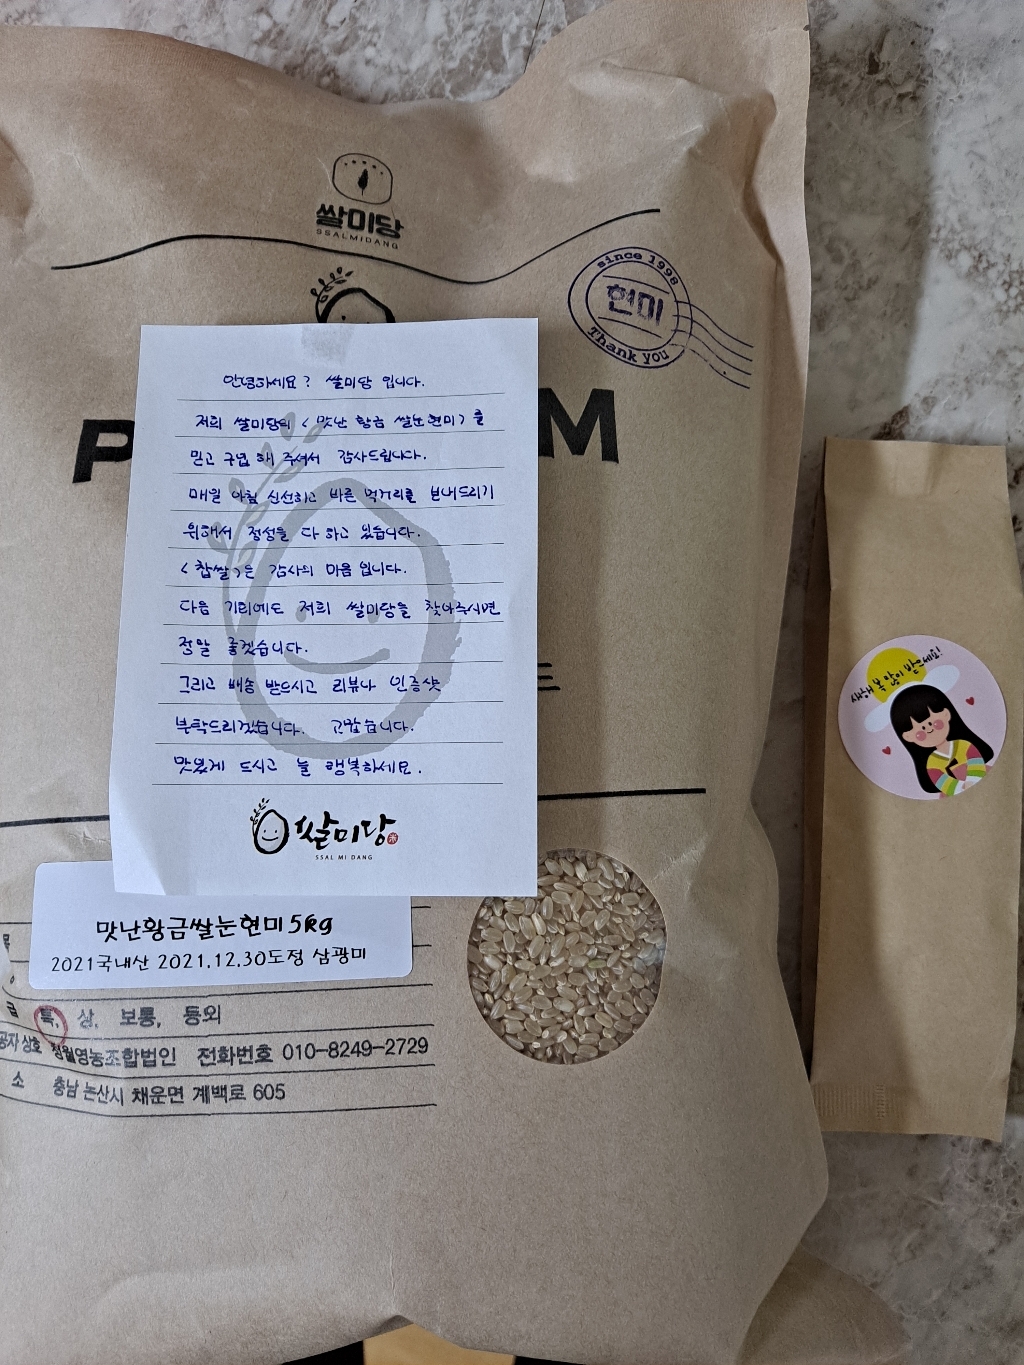 쌀미당
SSALMIDANG
since 1998
현미
Thank you
P
M
안녕하세요? 쌀미당 입니다.
저희 쌀미당의 <맛난 황금 쌀눈현미>를
믿고 구입 해 주셔서 감사드립니다.
매일 아침 신선하고 바른 먹거리를 보내드리기
위해서 정성을 다 하고 있습니다.
<찹쌀>은 감사의 마음 입니다.
다음 기회에도 저희 쌀미당을 찾아주시면
정말 좋겠습니다.
그리고 배송 받으시고 리뷰나 인증샷
부탁드리겠습니다. 고맙습니다.
맛있게 드시고 늘 행복하세요.
쌀미당
SSAL MI DANG
맛난황금쌀눈현미 5kg
2021국내산 2021.12.30도정 삼광미
급 특, 상, 보통, 등외
공자 상호 청월영농조합법인 전화번호 010-8249-2729
소 충남 논산시 채운면 계백로 605
새해 복 많이 받으세요!